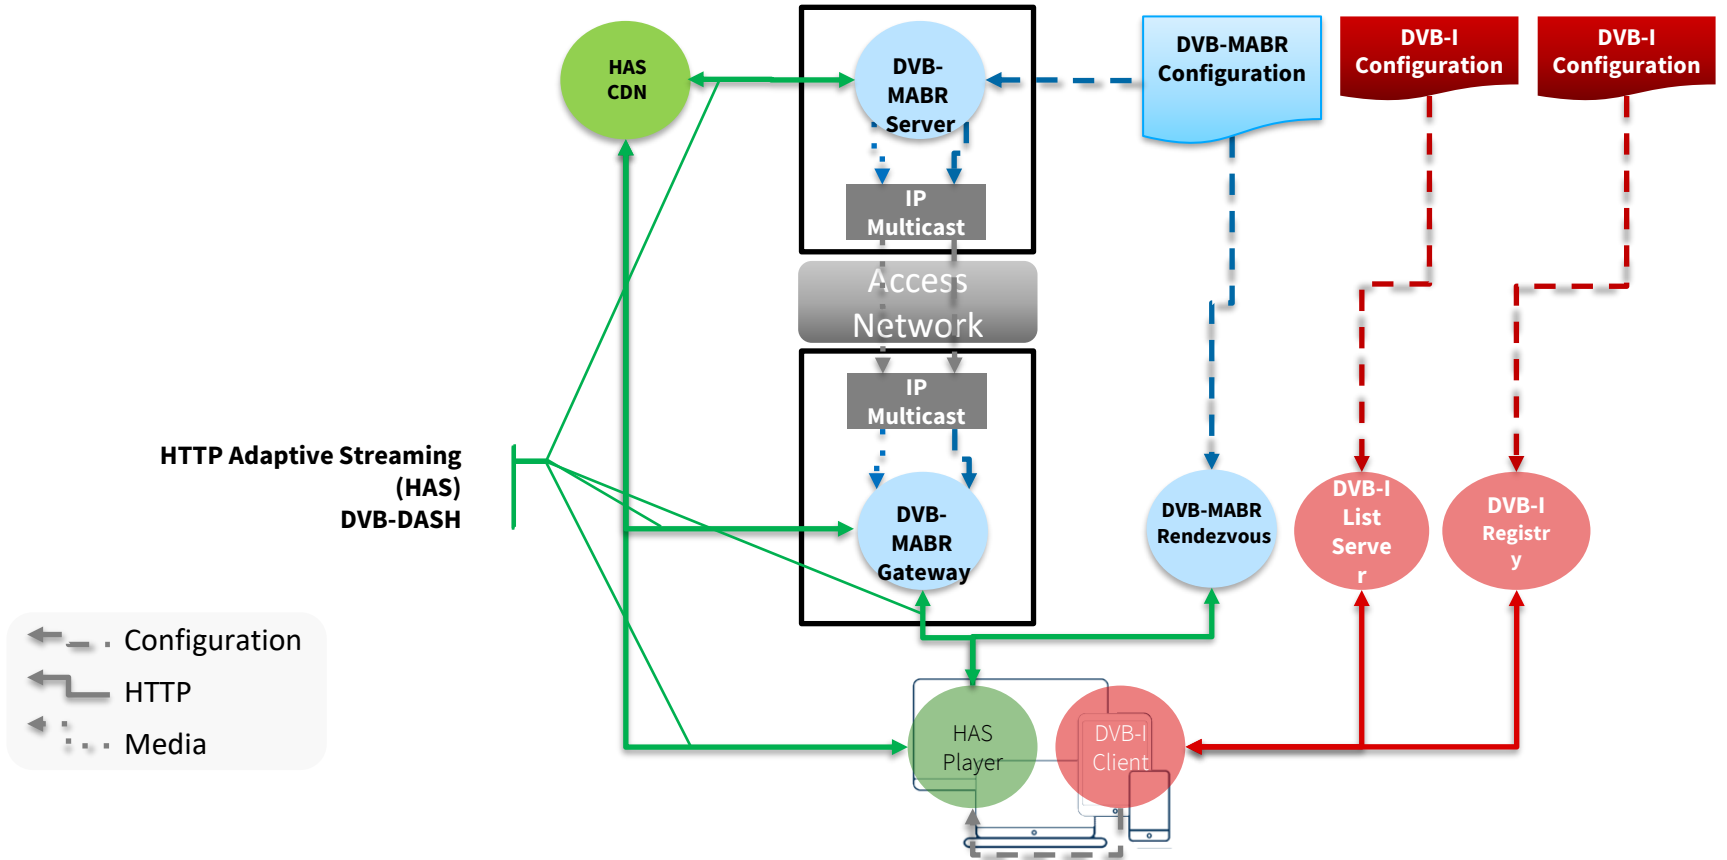 HAS
CDN
DVB-
MABR
Server
DVB-MABR
Configuration
DVB-I
Configuration
DVB-I
Configuration
IP
Multicast
Access
Network
IP
Multicast
HTTP Adaptive Streaming
(HAS)
DVB-DASH
DVB-
MABR
Gateway
DVB-MABR
Rendezvous
DVB-I
List
Serve
r
DVB-I
Registr
y
Configuration
HTTP
Media
HAS
Player
DVB-I
Client